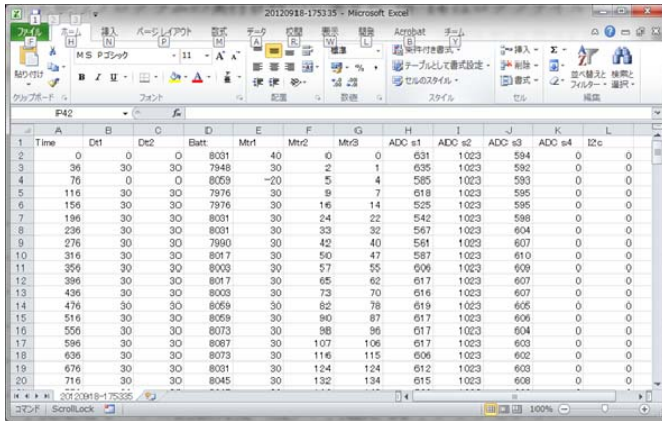 20120918-175335 - Microsoft Excel
ファイル ホーム 挿入 ページ レイアウト 数式 データ 校閲 表示 開発 Acrobat チーム
F H N P M A R W L B Y
MS Pゴシック 11 標準 条件付き書式 挿入 Σ
貼り付け B I U A % テーブルとして書式設定 削除 並べ替えと フィルター 検索と 選択
セルのスタイル 書式
クリップボード フォント 配置 数値 スタイル セル 編集
IP42 fx
A B C D E F G H I J K L
1 Time Dt1 Dt2 Batt Mtr1 Mtr2 Mtr3 ADC s1 ADC s2 ADC s3 ADC s4 I2c
2 0 0 0 8031 40 0 0 631 1023 594 0 0
3 36 30 30 7948 30 2 1 635 1023 592 0 0
4 76 0 0 8059 -20 5 4 585 1023 593 0 0
5 116 30 30 7976 30 9 7 618 1023 595 0 0
6 156 30 30 7976 30 16 14 525 1023 595 0 0
7 196 30 30 8031 30 24 22 542 1023 598 0 0
8 236 30 30 8031 30 33 32 567 1023 604 0 0
9 276 30 30 7990 30 42 40 561 1023 607 0 0
10 316 30 30 8017 30 50 47 587 1023 610 0 0
11 356 30 30 8003 30 57 55 606 1023 609 0 0
12 396 30 30 8017 30 65 62 617 1023 607 0 0
13 436 30 30 8003 30 73 70 616 1023 607 0 0
14 476 30 30 8059 30 82 78 619 1023 605 0 0
15 516 30 30 8059 30 90 87 617 1023 606 0 0
16 556 30 30 8073 30 98 96 617 1023 604 0 0
17 596 30 30 8087 30 107 106 617 1023 603 0 0
18 636 30 30 8073 30 116 115 606 1023 602 0 0
19 676 30 30 8031 30 124 124 612 1023 603 0 0
20 716 30 30 8045 30 132 134 615 1023 608 0 0
20120918-175335
コマンド ScrollLock 100%